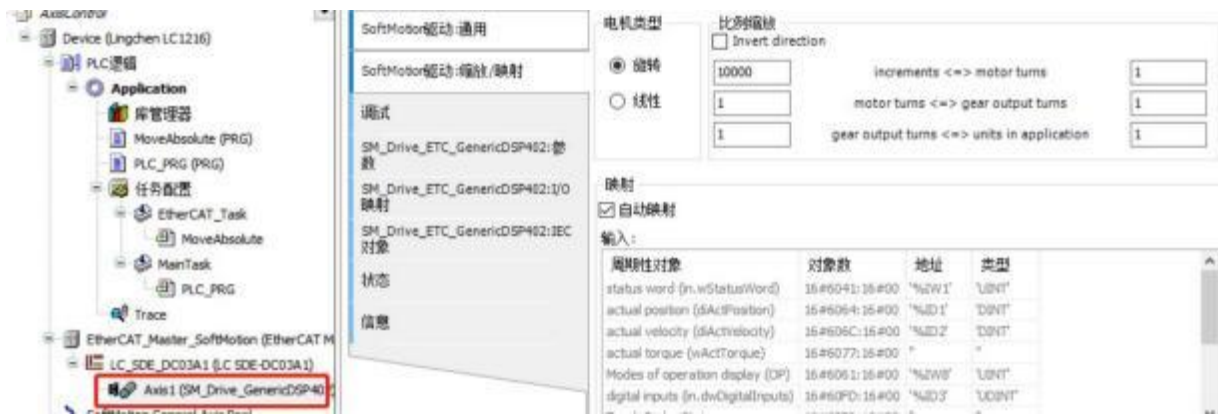 AxisControl
Device (Lingchen LC1216)
PLC逻辑
Application
库管理器
MoveAbsolute (PRG)
PLC_PRG (PRG)
任务配置
EtherCAT_Task
MoveAbsolute
MainTask
PLC_PRG
Trace
EtherCAT_Master_SoftMotion (EtherCAT M
LC_SDE_DC03A1 (LC SDE-DC03A1)
Axis1 (SM_Drive_GenericDSP402
SoftMotion General Axis Pool
SoftMotion驱动:通用
SoftMotion驱动:缩放/映射
调试
SM_Drive_ETC_GenericDSP402:参
数
SM_Drive_ETC_GenericDSP402:I/O
映射
SM_Drive_ETC_GenericDSP402:IEC
对象
状态
信息
电机类型
旋转
线性
比例缩放
Invert direction
10000 increments <=> motor turns 1
1 motor turns <=> gear output turns 1
1 gear output turns <=> units in application 1
映射
自动映射
输入:
周期性对象 对象数 地址 类型
status word (in.wStatusWord) 16#6041:16#00 '%IW1' 'UINT'
actual position (diActPosition) 16#6064:16#00 '%ID1' 'DINT'
actual velocity (diActVelocity) 16#606C:16#00 '%ID2' 'DINT'
actual torque (wActTorque) 16#6077:16#00 '' ''
Modes of operation display (OP) 16#6061:16#00 '%IW8' 'UINT'
digital inputs (in.dwDigitalInputs) 16#60FD:16#00 '%ID3' 'UDINT'